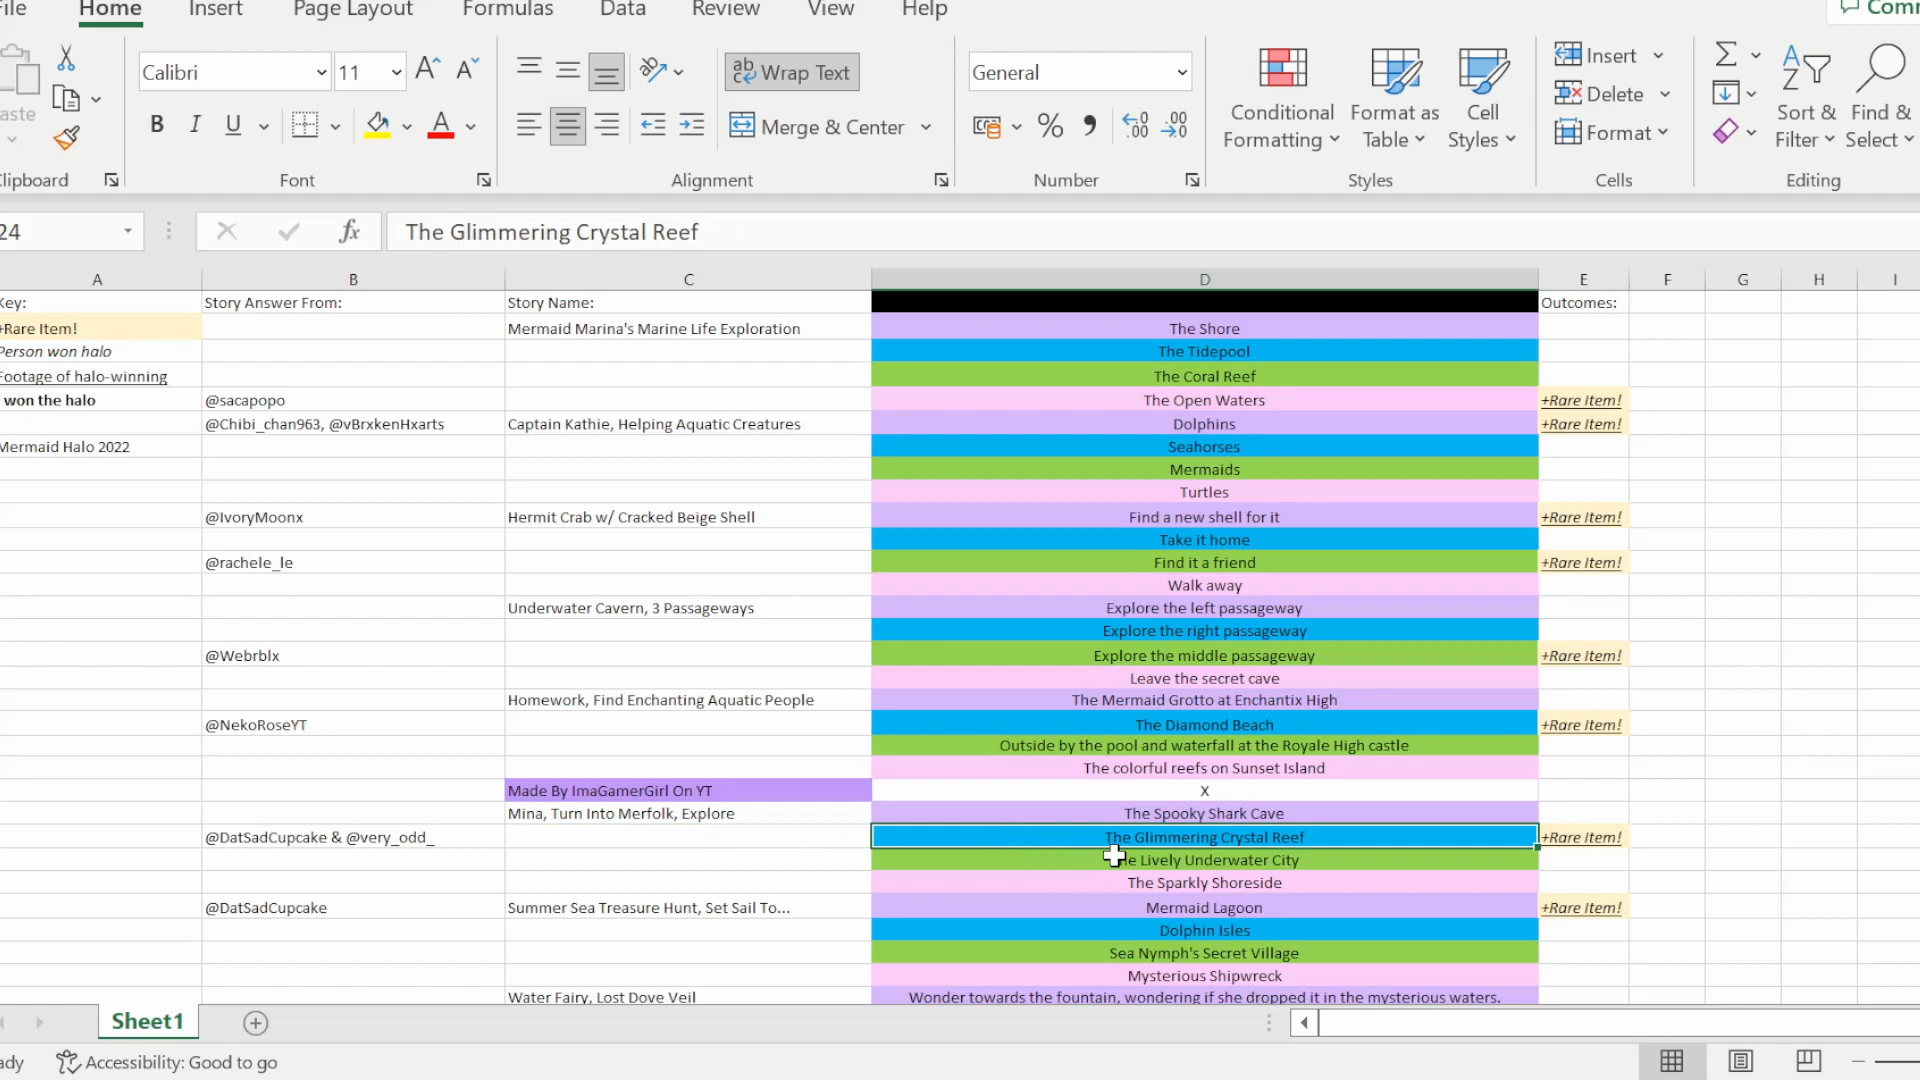 File Home Insert Page Layout Formulas Data Review View Help
Calibri 11 Wrap Text General Insert
Conditional Format as Cell Delete Sort & Find &
B I U Merge & Center Formatting Table Styles Format Filter Select
Clipboard Font Alignment Number Styles Cells Editing
24 fx The Glimmering Crystal Reef
A B C D E F G H I
Key: Story Answer From: Story Name: Outcomes:
+Rare Item! Mermaid Marina's Marine Life Exploration The Shore
Person won halo The Tidepool
Footage of halo-winning The Coral Reef
won the halo @sacapopo The Open Waters +Rare Item!
@Chibi_chan963, @vBrxkenHxarts Captain Kathie, Helping Aquatic Creatures Dolphins +Rare Item!
Mermaid Halo 2022 Seahorses
Mermaids
Turtles
@IvoryMoonx Hermit Crab w/ Cracked Beige Shell Find a new shell for it +Rare Item!
Take it home
@rachele_le Find it a friend +Rare Item!
Walk away
Underwater Cavern, 3 Passageways Explore the left passageway
Explore the right passageway
@Webrblx Explore the middle passageway +Rare Item!
Leave the secret cave
Homework, Find Enchanting Aquatic People The Mermaid Grotto at Enchantix High
@NekoRoseYT The Diamond Beach +Rare Item!
Outside by the pool and waterfall at the Royale High castle
The colorful reefs on Sunset Island
Made By ImaGamerGirl On YT X
Mina, Turn Into Merfolk, Explore The Spooky Shark Cave
@DatSadCupcake & @very_odd_ The Glimmering Crystal Reef +Rare Item!
The Lively Underwater City
The Sparkly Shoreside
@DatSadCupcake Summer Sea Treasure Hunt, Set Sail To... Mermaid Lagoon +Rare Item!
Dolphin Isles
Sea Nymph's Secret Village
Mysterious Shipwreck
Water Fairy, Lost Dove Veil Wonder towards the fountain, wondering if she dropped it in the mysterious waters.
Sheet1
Accessibility: Good to go